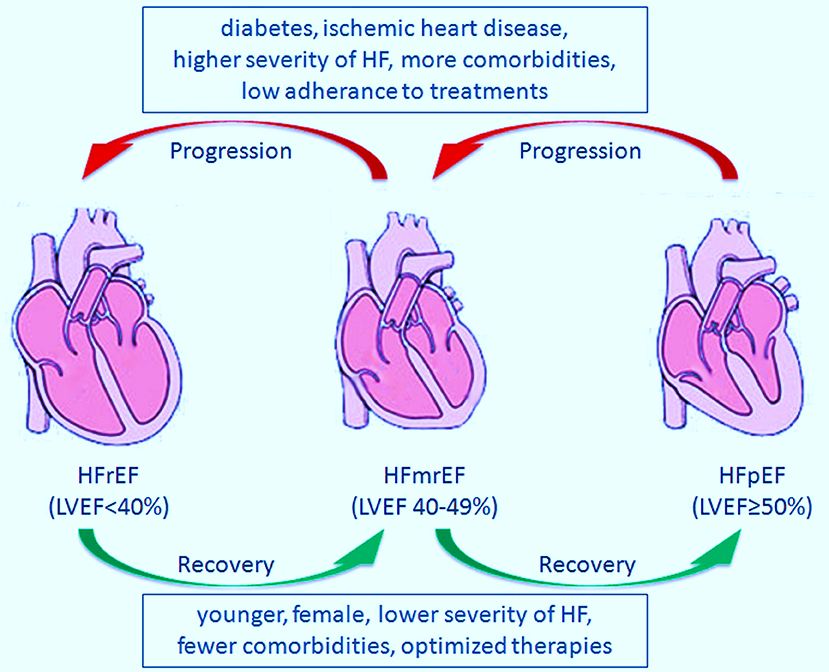 diabetes, ischemic heart disease,
higher severity of HF, more comorbidities,
low adherance to treatments
Progression
Progression
HFrEF
(LVEF<40%)
HFmrEF
(LVEF 40-49%)
HFpEF
(LVEF≥50%)
Recovery
Recovery
younger, female, lower severity of HF,
fewer comorbidities, optimized therapies